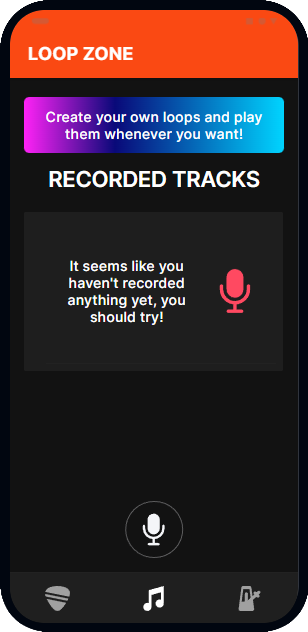 LOOP ZONE
Create your own loops and play
them whenever you want!
RECORDED TRACKS
It seems like you
haven't recorded
anything yet, you
should try!